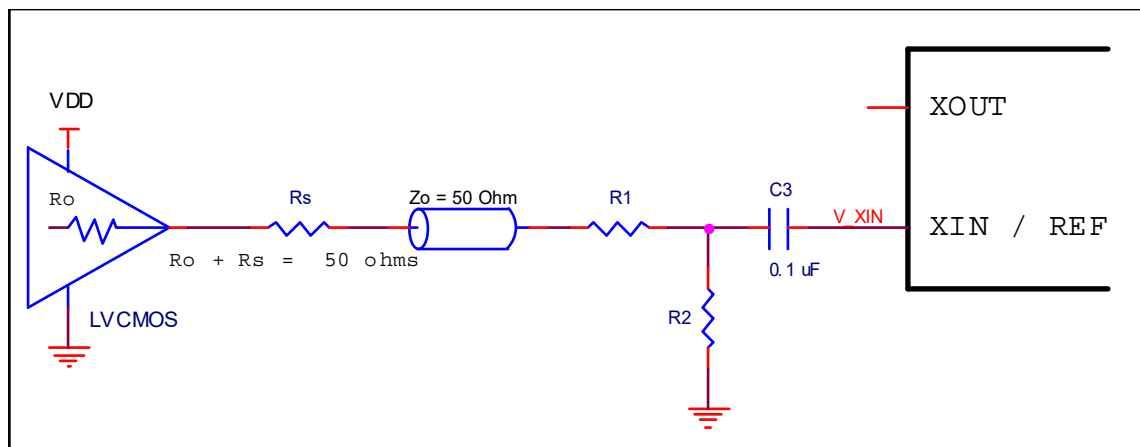 VDD
XOUT
Ro
Rs
Zo = 50 Ohm
R1
C3
V_XIN
XIN / REF
Ro + Rs = 50 ohms
0.1 uF
LVCMOS
R2